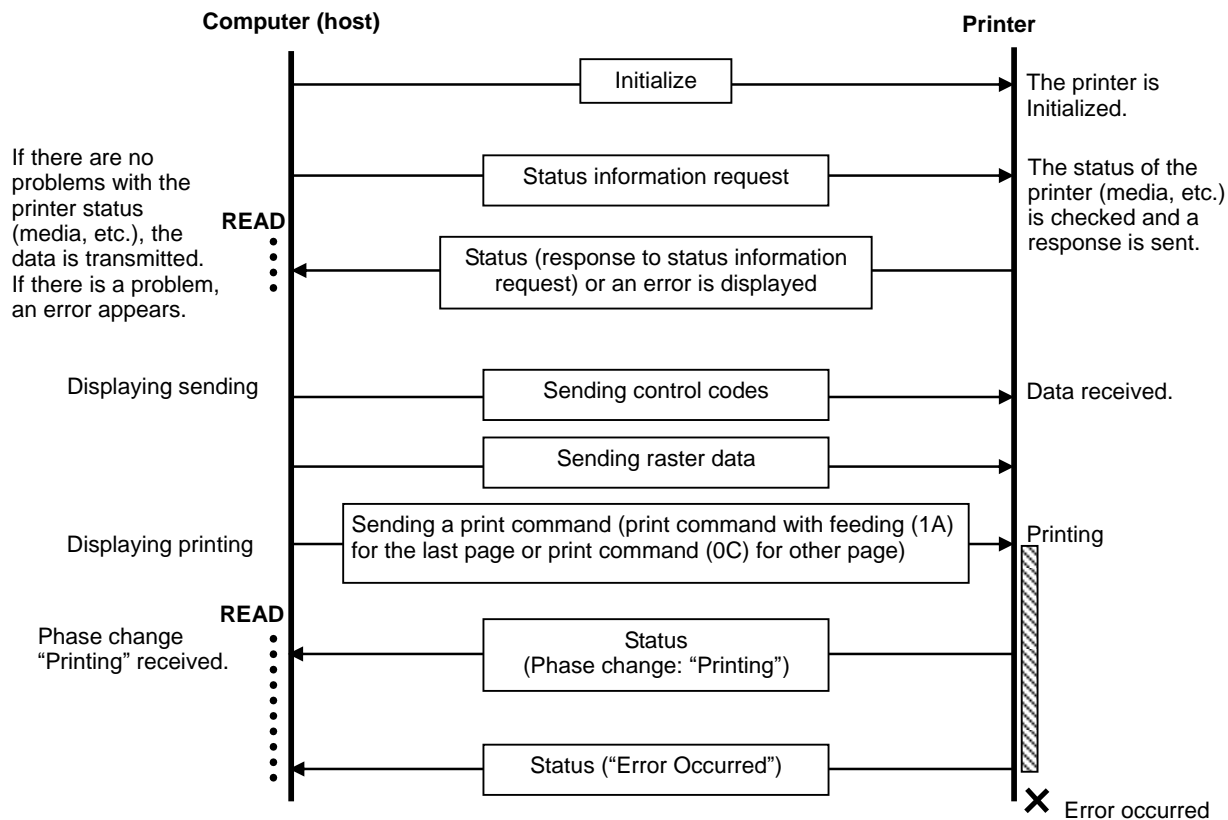 Computer (host)
Printer
Initialize
The printer is
Initialized.
If there are no
problems with the
printer status
(media, etc.), the
data is transmitted.
If there is a problem,
an error appears.
Status information request
The status of the
printer (media, etc.)
is checked and a
response is sent.
READ
Status (response to status information
request) or an error is displayed
Displaying sending
Sending control codes
Data received.
Sending raster data
Displaying printing
Sending a print command (print command with feeding (1A)
for the last page or print command (0C) for other page)
Printing
READ
Phase change
“Printing” received.
Status
(Phase change: “Printing”)
Status (“Error Occurred”)
Error occurred